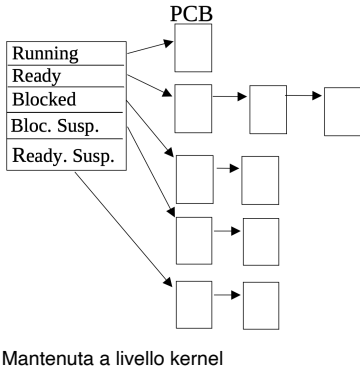 PCB
Running
Ready
Blocked
Bloc. Susp.
Ready. Susp.
Mantenuta a livello kernel